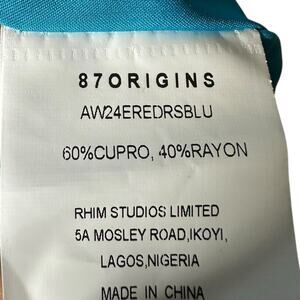 87ORIGINS
AW24EREDRSBLU
60%CUPRO, 40%RAYON
RHIM STUDIOS LIMITED
5A MOSLEY ROAD,IKOYI,
LAGOS,NIGERIA
MADE IN CHINA